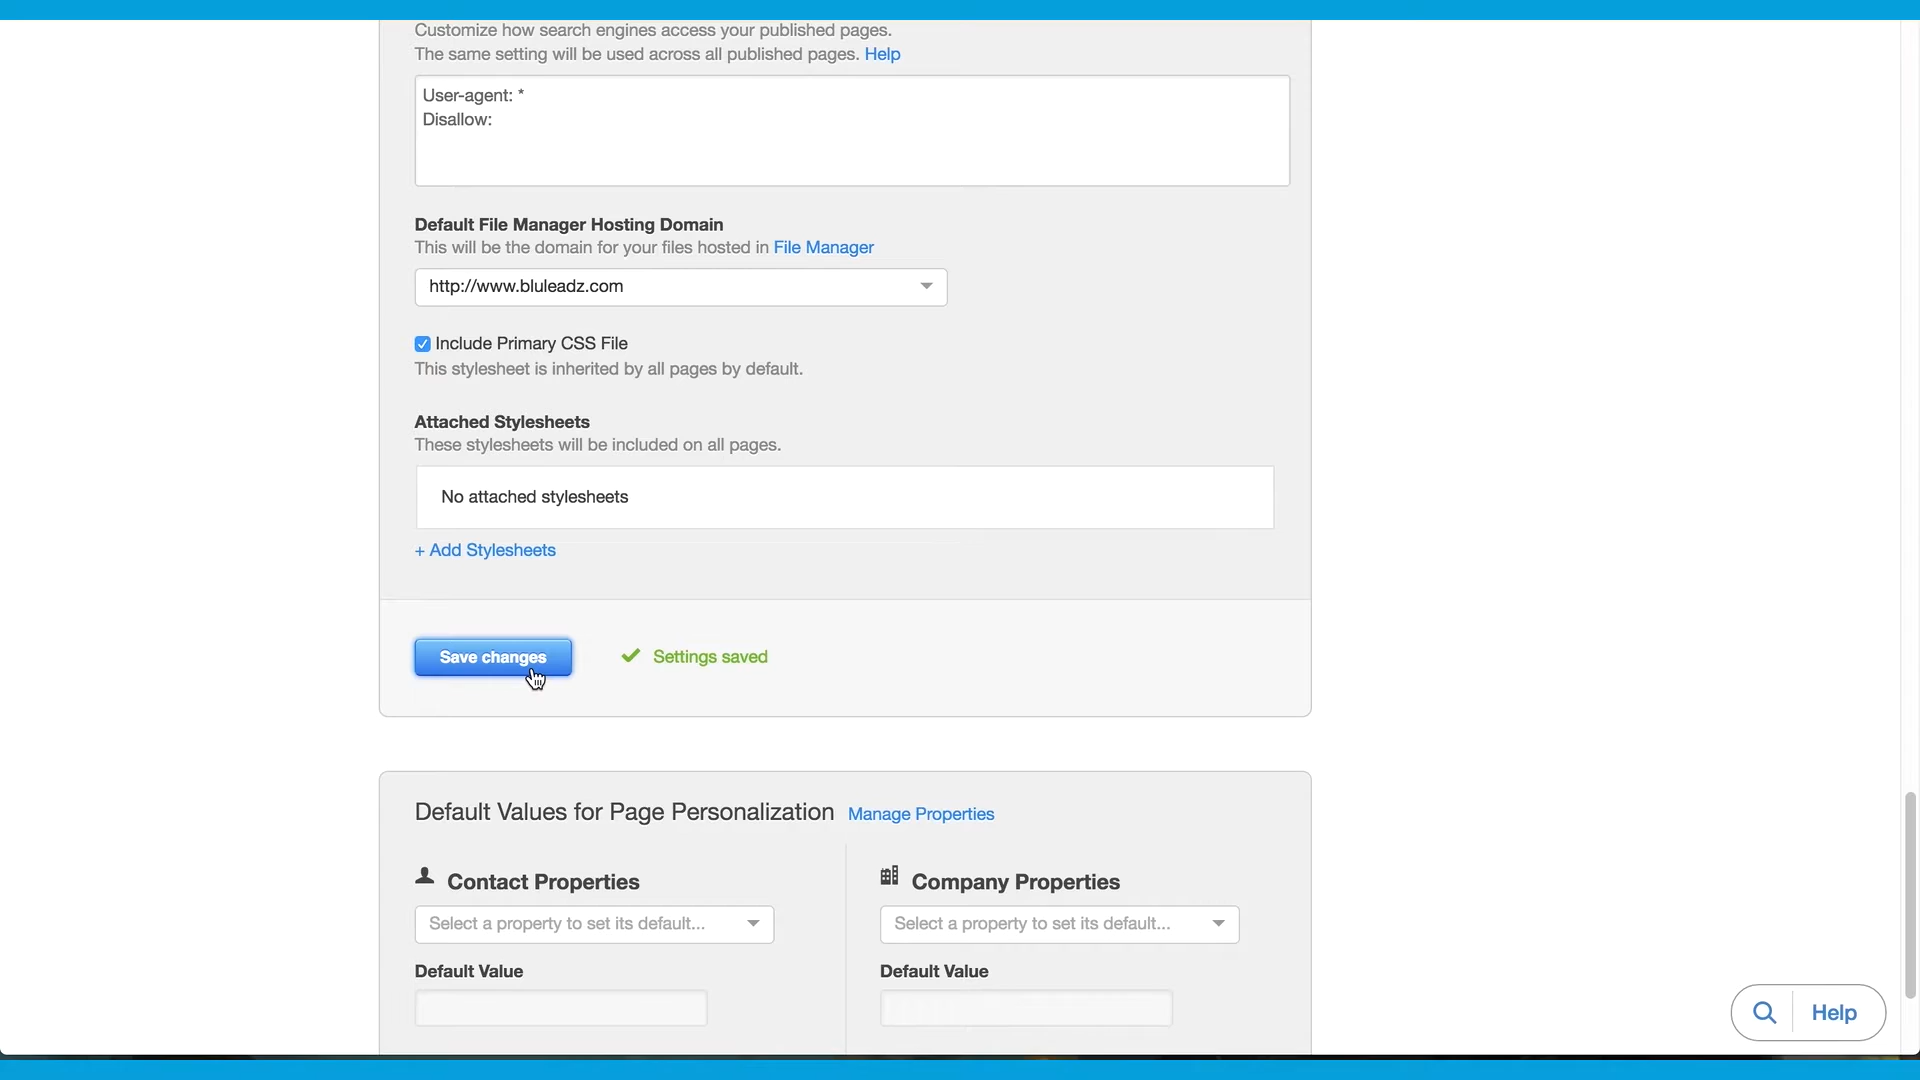 Customize how search engines access your published pages.
The same setting will be used across all published pages. Help
User-agent: *
Disallow:
Default File Manager Hosting Domain
This will be the domain for your files hosted in File Manager
http://www.bluleadz.com
Include Primary CSS File
This stylesheet is inherited by all pages by default.
Attached Stylesheets
These stylesheets will be included on all pages.
No attached stylesheets
+ Add Stylesheets
Save changes
Settings saved
Default Values for Page Personalization Manage Properties
Contact Properties
Select a property to set its default...
Default Value
Company Properties
Select a property to set its default...
Default Value
Help